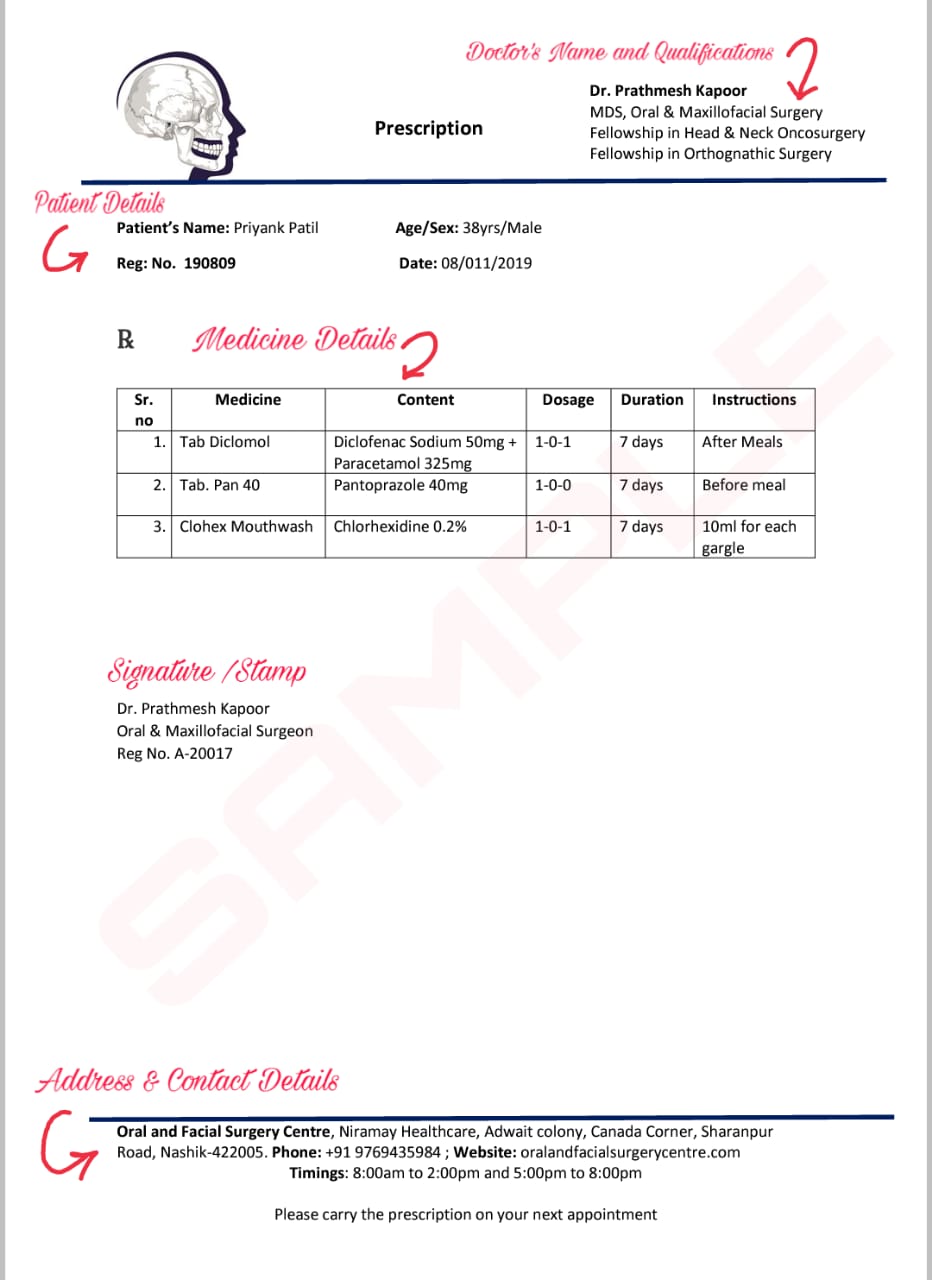 Doctor's Name and Qualifications
Dr. Prathmesh Kapoor
MDS, Oral & Maxillofacial Surgery
Fellowship in Head & Neck Oncosurgery
Fellowship in Orthognathic Surgery
Prescription
Patient Details
Patient's Name: Priyank Patil Age/Sex: 38yrs/Male
Reg: No. 190809 Date: 08/011/2019
℞ Medicine Details
Sr. no Medicine Content Dosage Duration Instructions
1. Tab Diclomol Diclofenac Sodium 50mg + Paracetamol 325mg 1-0-1 7 days After Meals
2. Tab. Pan 40 Pantoprazole 40mg 1-0-0 7 days Before meal
3. Clohex Mouthwash Chlorhexidine 0.2% 1-0-1 7 days 10ml for each gargle
SAMPLE
Signature /Stamp
Dr. Prathmesh Kapoor
Oral & Maxillofacial Surgeon
Reg No. A-20017
Address & Contact Details
Oral and Facial Surgery Centre, Niramay Healthcare, Adwait colony, Canada Corner, Sharanpur
Road, Nashik-422005. Phone: +91 9769435984 ; Website: oralandfacialsurgerycentre.com
Timings: 8:00am to 2:00pm and 5:00pm to 8:00pm
Please carry the prescription on your next appointment